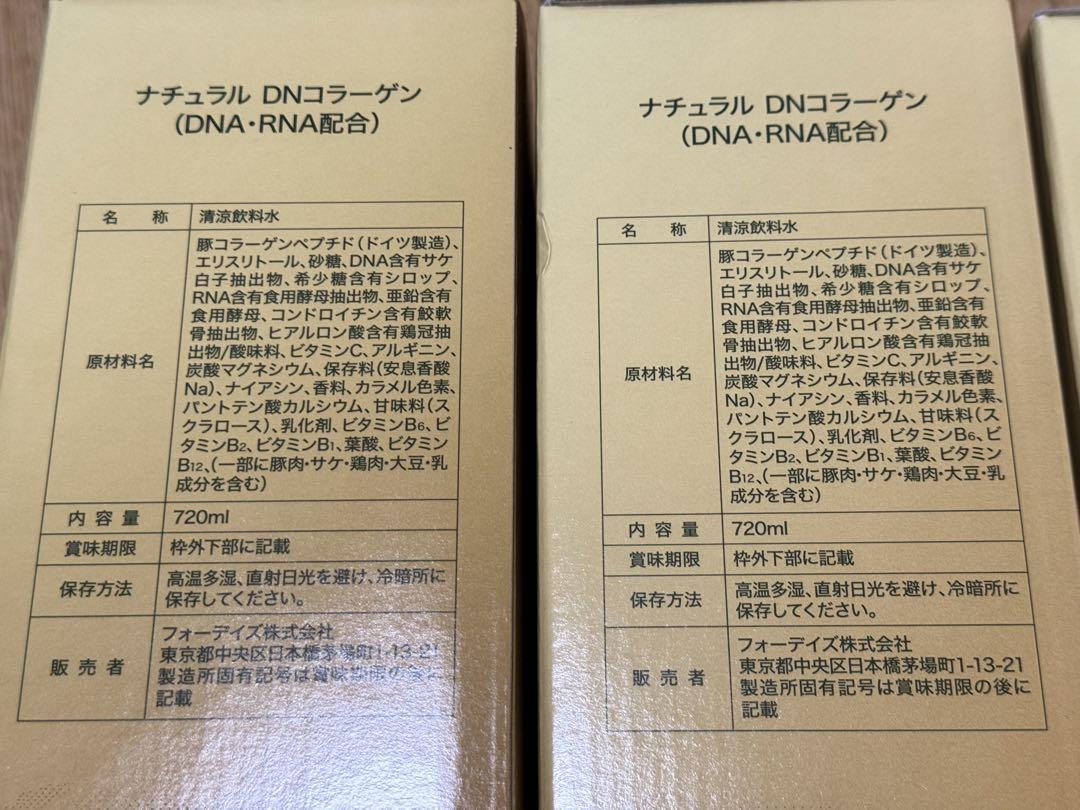 ナチュラル DNコラーゲン
(DNA・RNA配合)
名 称
清涼飲料水
原材料名
豚コラーゲンペプチド(ドイツ製造)、
エリスリトール、砂糖、DNA含有サケ
白子抽出物、希少糖含有シロップ、
RNA含有食用酵母抽出物、亜鉛含有
食用酵母、コンドロイチン含有鮫軟
骨抽出物、ヒアルロン酸含有鶏冠抽
出物/酸味料、ビタミンC、アルギニン、
炭酸マグネシウム、保存料(安息香酸
Na)、ナイアシン、香料、カラメル色素、
パントテン酸カルシウム、甘味料(ス
クラロース)、乳化剤、ビタミンB6、ビ
タミンB2、ビタミンB1、葉酸、ビタミン
B12、(一部に豚肉・サケ・鶏肉・大豆・乳
成分を含む)
内容量
720ml
賞味期限
枠外下部に記載
保存方法
高温多湿、直射日光を避け、冷暗所に
保存してください。
販売者
フォーデイズ株式会社
東京都中央区日本橋茅場町1-13-21
製造所固有記号は賞味期限の後に
記載
ナチュラル DNコラーゲン
(DNA・RNA配合)
名 称
清涼飲料水
原材料名
豚コラーゲンペプチド(ドイツ製造)、
エリスリトール、砂糖、DNA含有サケ
白子抽出物、希少糖含有シロップ、
RNA含有食用酵母抽出物、亜鉛含有
食用酵母、コンドロイチン含有鮫軟
骨抽出物、ヒアルロン酸含有鶏冠抽
出物/酸味料、ビタミンC、アルギニン、
炭酸マグネシウム、保存料(安息香酸
Na)、ナイアシン、香料、カラメル色素、
パントテン酸カルシウム、甘味料(ス
クラロース)、乳化剤、ビタミンB6、ビ
タミンB2、ビタミンB1、葉酸、ビタミン
B12、(一部に豚肉・サケ・鶏肉・大豆・乳
成分を含む)
内容量
720ml
賞味期限
枠外下部に記載
保存方法
高温多湿、直射日光を避け、冷暗所に
保存してください。
販売者
フォーデイズ株式会社
東京都中央区日本橋茅場町1-13-21
製造所固有記号は賞味期限の後に
記載